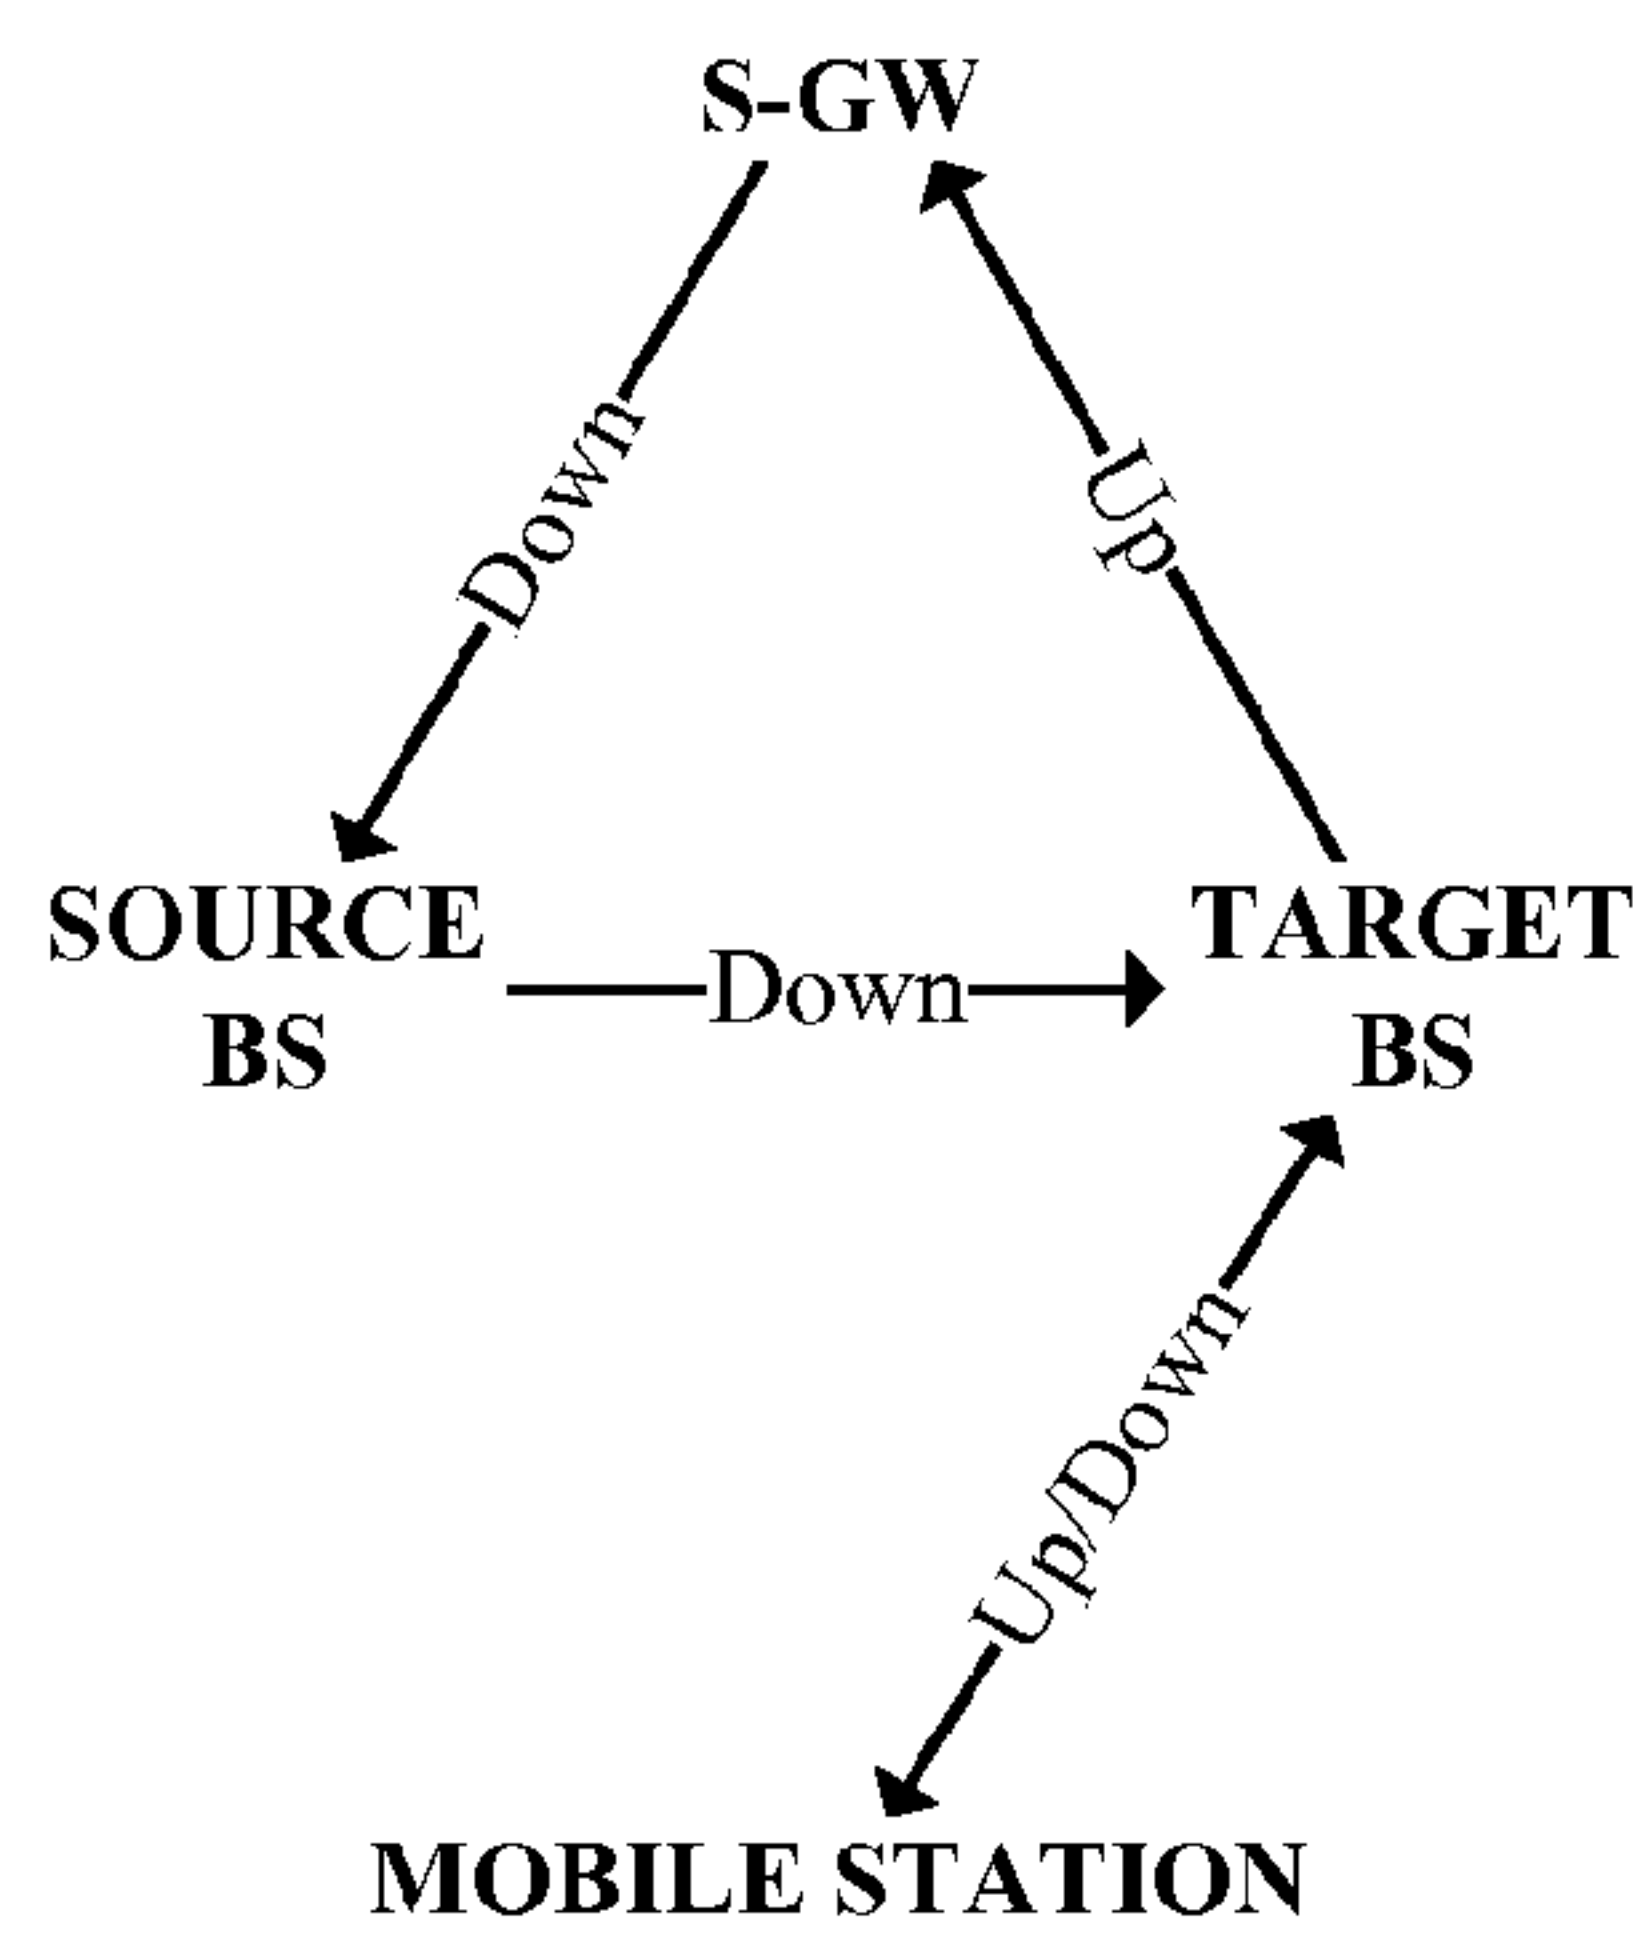 S-GW
Down
Up
SOURCE
BS
Down
TARGET
BS
Up/Down
MOBILE STATION